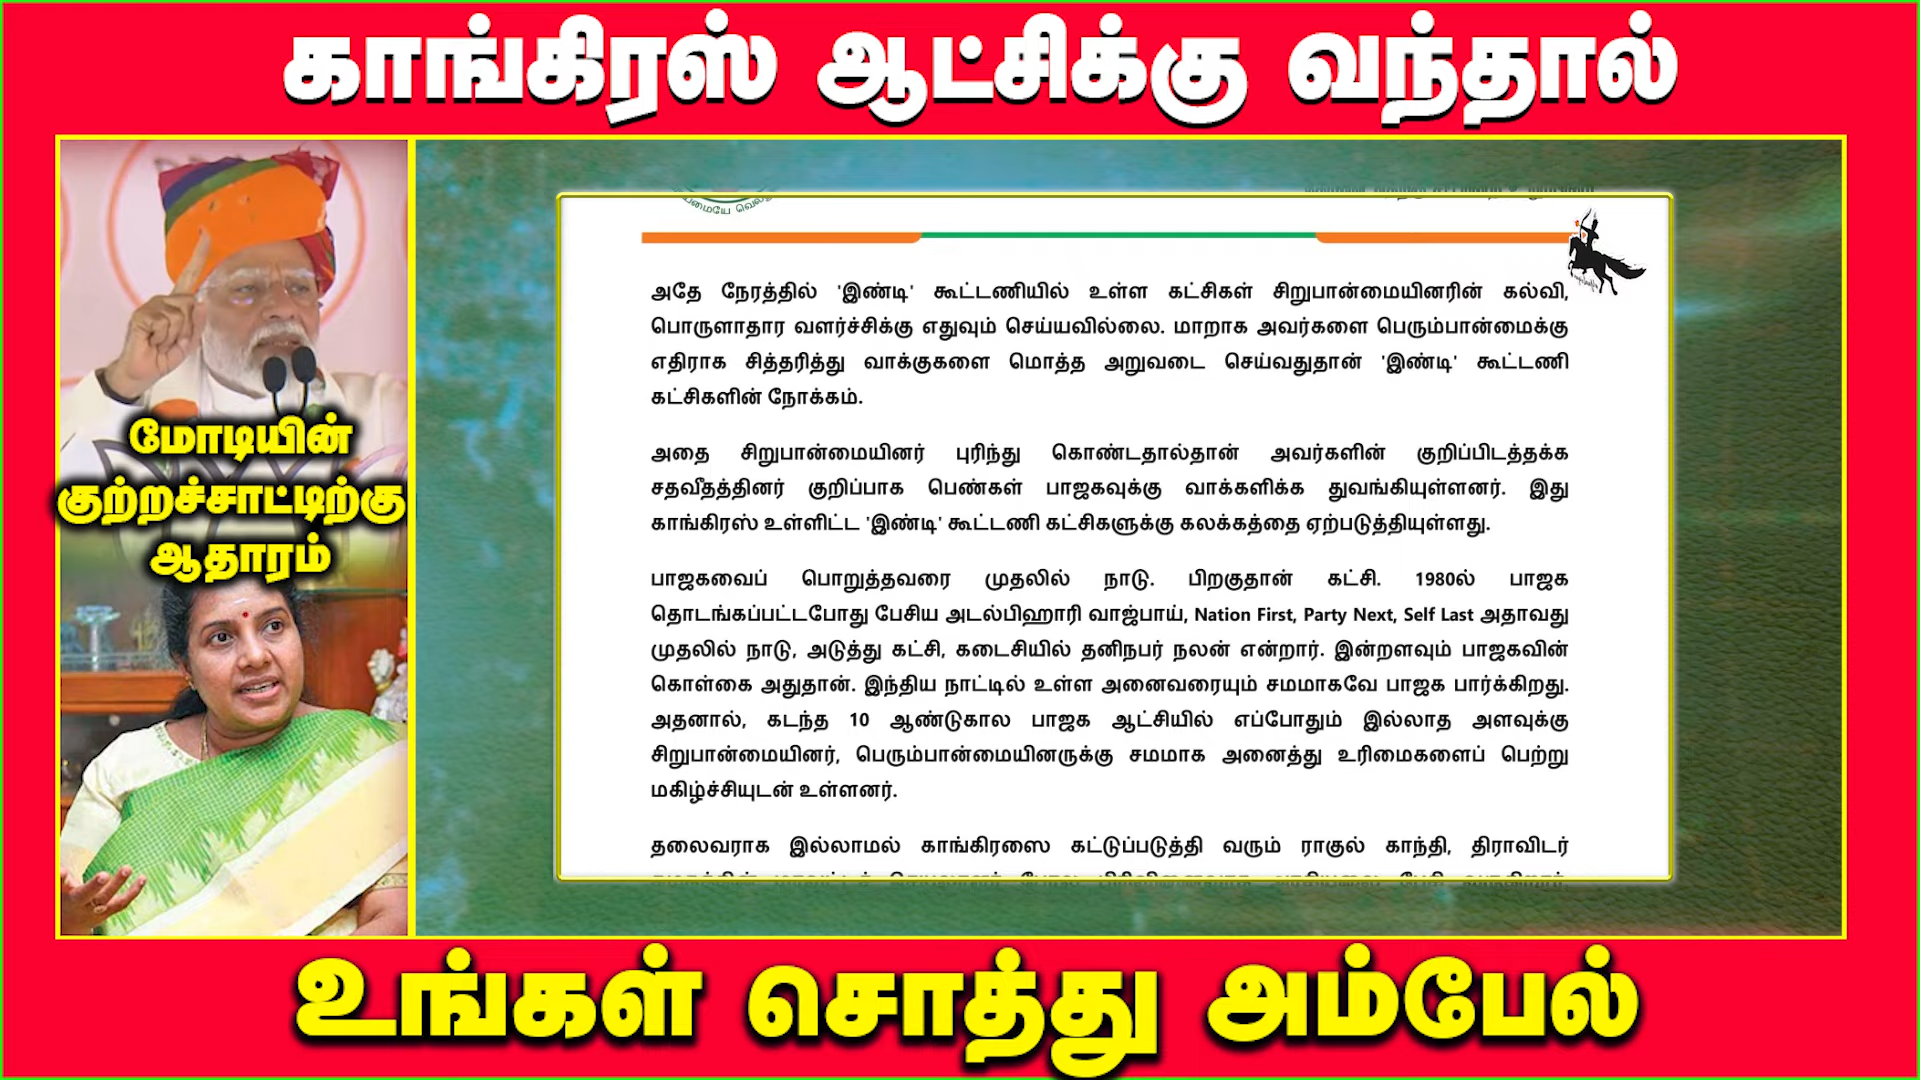 காங்கிரஸ் ஆட்சிக்கு வந்தால்
மோடியின்
குற்றச்சாட்டிற்கு
ஆதாரம்
அதே நேரத்தில் 'இண்டி' கூட்டணியில் உள்ள கட்சிகள் சிறுபான்மையினரின் கல்வி,
பொருளாதார வளர்ச்சிக்கு எதுவும் செய்யவில்லை. மாறாக அவர்களை பெரும்பான்மைக்கு
எதிராக சித்தரித்து வாக்குகளை மொத்த அறுவடை செய்வதுதான் 'இண்டி' கூட்டணி
கட்சிகளின் நோக்கம்.
அதை சிறுபான்மையினர் புரிந்து கொண்டதால்தான் அவர்களின் குறிப்பிடத்தக்க
சதவீதத்தினர் குறிப்பாக பெண்கள் பாஜகவுக்கு வாக்களிக்க துவங்கியுள்ளனர். இது
காங்கிரஸ் உள்ளிட்ட 'இண்டி' கூட்டணி கட்சிகளுக்கு கலக்கத்தை ஏற்படுத்தியுள்ளது.
பாஜகவைப் பொறுத்தவரை முதலில் நாடு. பிறகுதான் கட்சி. 1980ல் பாஜக
தொடங்கப்பட்டபோது பேசிய அடல்பிஹாரி வாஜ்பாய், Nation First, Party Next, Self Last அதாவது
முதலில் நாடு, அடுத்து கட்சி, கடைசியில் தனிநபர் நலன் என்றார். இன்றளவும் பாஜகவின்
கொள்கை அதுதான். இந்திய நாட்டில் உள்ள அனைவரையும் சமமாகவே பாஜக பார்க்கிறது.
அதனால், கடந்த 10 ஆண்டுகால பாஜக ஆட்சியில் எப்போதும் இல்லாத அளவுக்கு
சிறுபான்மையினர், பெரும்பான்மையினருக்கு சமமாக அனைத்து உரிமைகளைப் பெற்று
மகிழ்ச்சியுடன் உள்ளனர்.
தலைவராக இல்லாமல் காங்கிரஸை கட்டுப்படுத்தி வரும் ராகுல் காந்தி, திராவிடர்
உங்கள் சொத்து அம்பேல்